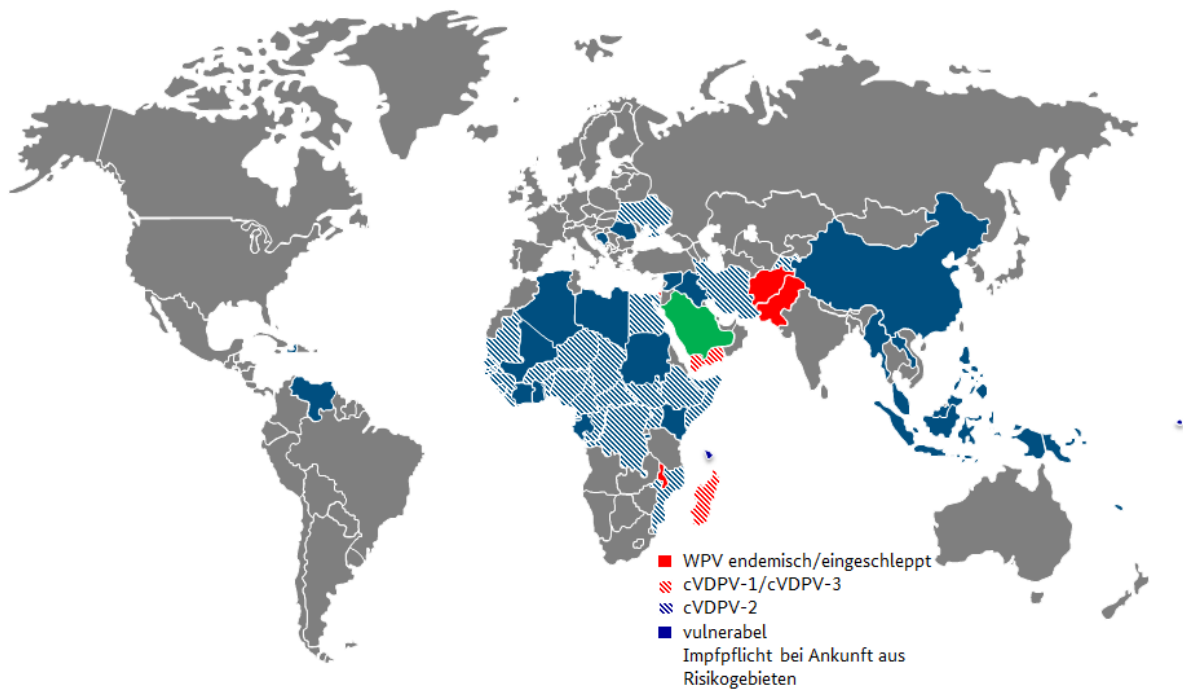 WPV endemisch/eingeschleppt
cVDPV-1/cVDPV-3
cVDPV-2
vulnerabel
Impfpflicht bei Ankunft aus
Risikogebieten